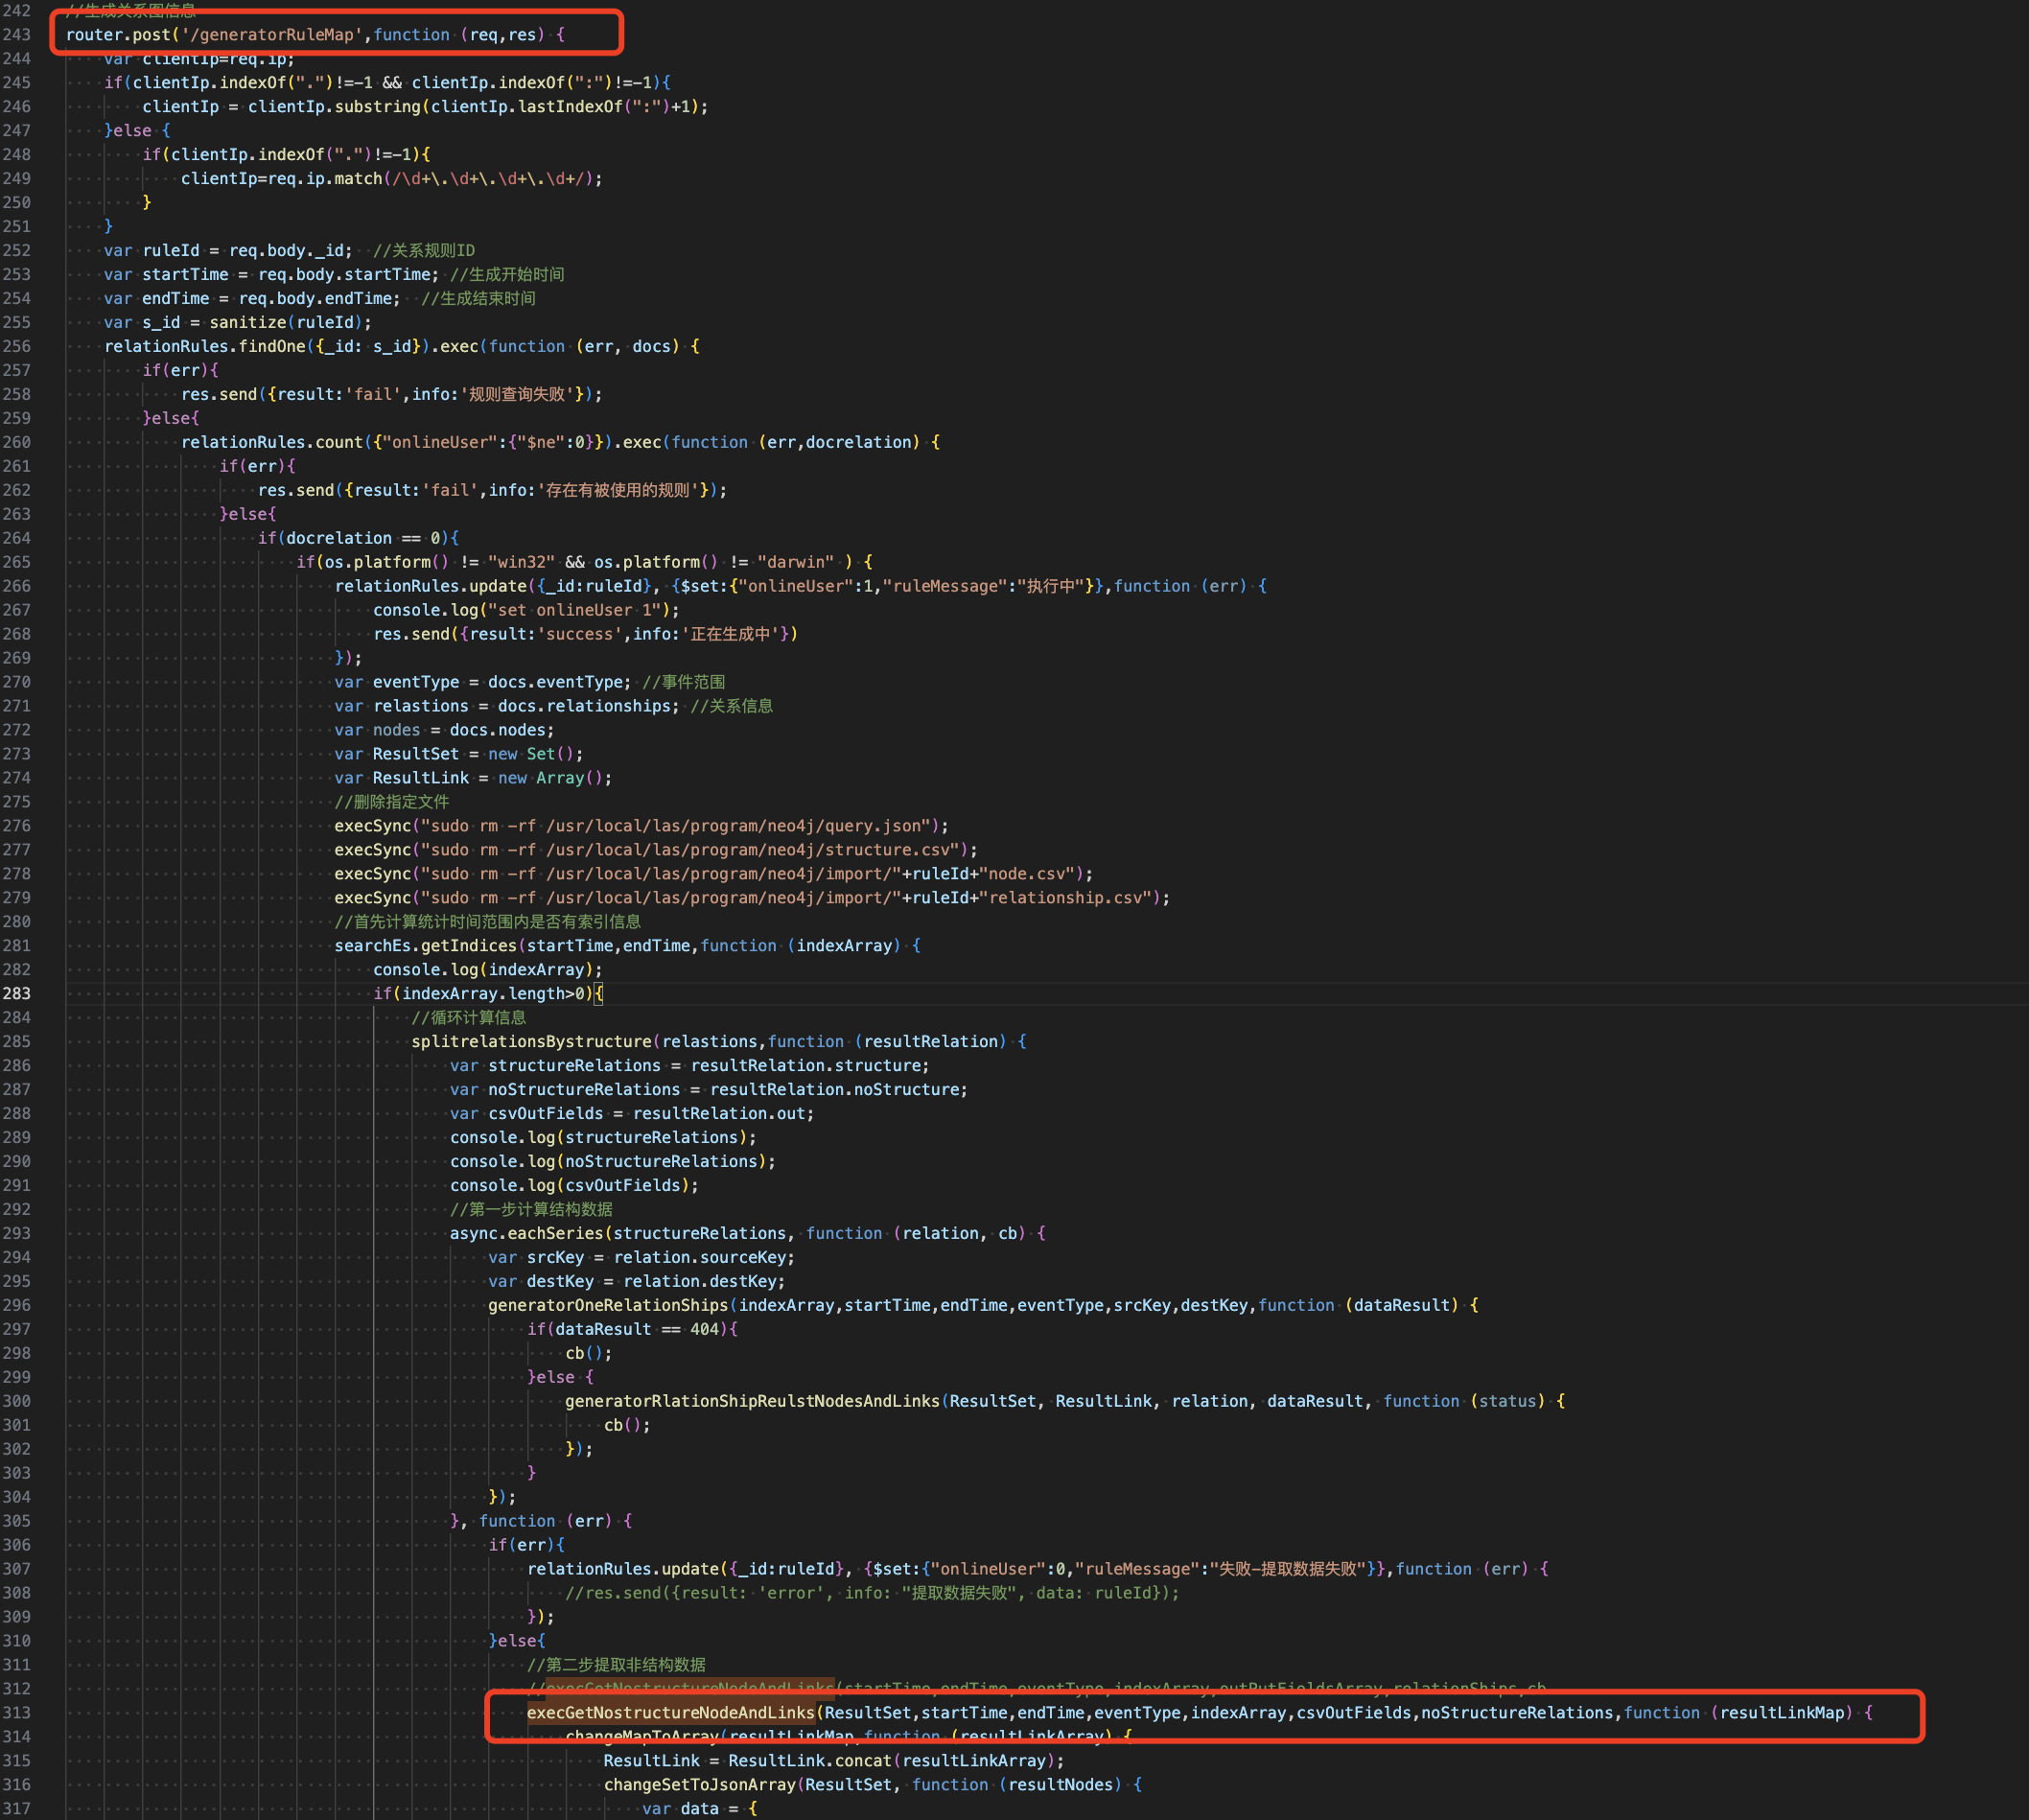 242 //生成关系图信息
243 router.post('/generatorRuleMap',function (req,res) {
244 var clientIp=req.ip;
245 if(clientIp.indexOf(".")!=-1 && clientIp.indexOf(":")!=-1){
246 clientIp = clientIp.substring(clientIp.lastIndexOf(":")+1);
247 }else {
248 if(clientIp.indexOf(".")!=-1){
249 clientIp=req.ip.match(/\d+\.\d+\.\d+\.\d+/);
250 }
251 }
252 var ruleId = req.body._id; //关系规则ID
253 var startTime = req.body.startTime; //生成开始时间
254 var endTime = req.body.endTime; //生成结束时间
255 var s_id = sanitize(ruleId);
256 relationRules.findOne({_id: s_id}).exec(function (err, docs) {
257 if(err){
258 res.send({result:'fail',info:'规则查询失败'});
259 }else{
260 relationRules.count({"onlineUser":{"$ne":0}}).exec(function (err,docrelation) {
261 if(err){
262 res.send({result:'fail',info:'存在有被使用的规则'});
263 }else{
264 if(docrelation == 0){
265 if(os.platform() != "win32" && os.platform() != "darwin" ) {
266 relationRules.update({_id:ruleId}, {$set:{"onlineUser":1,"ruleMessage":"执行中"}},function (err) {
267 console.log("set onlineUser 1");
268 res.send({result:'success',info:'正在生成中'})
269 });
270 var eventType = docs.eventType; //事件范围
271 var relastions = docs.relationships; //关系信息
272 var nodes = docs.nodes;
273 var ResultSet = new Set();
274 var ResultLink = new Array();
275 //删除指定文件
276 execSync("sudo rm -rf /usr/local/las/program/neo4j/query.json");
277 execSync("sudo rm -rf /usr/local/las/program/neo4j/structure.csv");
278 execSync("sudo rm -rf /usr/local/las/program/neo4j/import/"+ruleId+"node.csv");
279 execSync("sudo rm -rf /usr/local/las/program/neo4j/import/"+ruleId+"relationship.csv");
280 //首先计算统计时间范围内是否有索引信息
281 searchEs.getIndices(startTime,endTime,function (indexArray) {
282 console.log(indexArray);
283 if(indexArray.length>0){
284 //循环计算信息
285 splitrelationsBystructure(relastions,function (resultRelation) {
286 var structureRelations = resultRelation.structure;
287 var noStructureRelations = resultRelation.noStructure;
288 var csvOutFields = resultRelation.out;
289 console.log(structureRelations);
290 console.log(noStructureRelations);
291 console.log(csvOutFields);
292 //第一步计算结构数据
293 async.eachSeries(structureRelations, function (relation, cb) {
294 var srcKey = relation.sourceKey;
295 var destKey = relation.destKey;
296 generatorOneRelationShips(indexArray,startTime,endTime,eventType,srcKey,destKey,function (dataResult) {
297 if(dataResult == 404){
298 cb();
299 }else {
300 generatorRlationShipReulstNodesAndLinks(ResultSet, ResultLink, relation, dataResult, function (status) {
301 cb();
302 });
303 }
304 });
305 }, function (err) {
306 if(err){
307 relationRules.update({_id:ruleId}, {$set:{"onlineUser":0,"ruleMessage":"失败-提取数据失败"}},function (err) {
308 //res.send({result: 'error', info: "提取数据失败", data: ruleId});
309 });
310 }else{
311 //第二步提取非结构数据
312 //execGetNostructureNodeAndLinks(startTime,endTime,eventType,indexArray,outPutFieldsArray,relationShips,cb
313 execGetNostructureNodeAndLinks(ResultSet,startTime,endTime,eventType,indexArray,csvOutFields,noStructureRelations,function (resultLinkMap) {
314 changeMapToArray(resultLinkMap,function (resultLinkArray) {
315 ResultLink = ResultLink.concat(resultLinkArray);
316 changeSetToJsonArray(ResultSet, function (resultNodes) {
317 var data = {